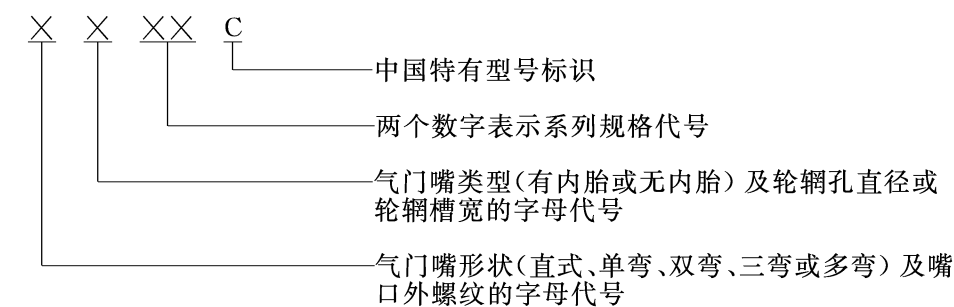 X X XX C
中国特有型号标识
两个数字表示系列规格代号
气门嘴类型(有内胎或无内胎)及轮辋孔直径或
轮辋槽宽的字母代号
气门嘴形状(直式、单弯、双弯、三弯或多弯)及嘴
口外螺纹的字母代号